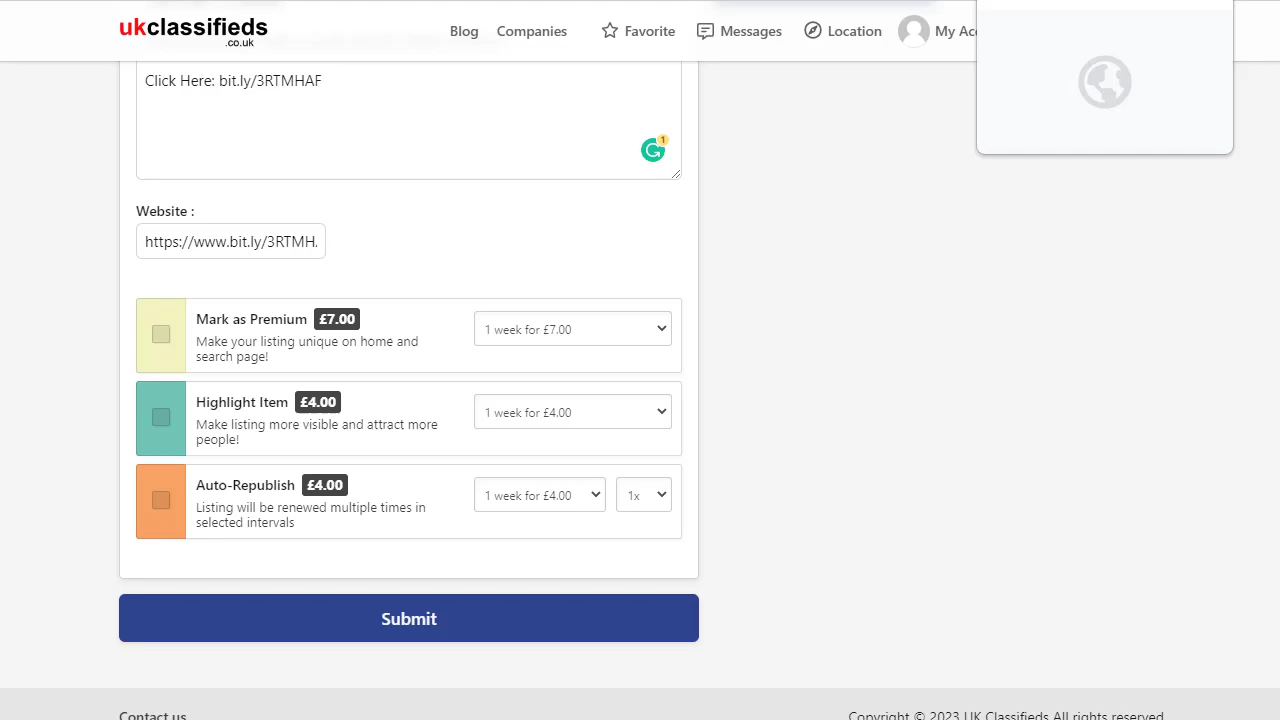 ukclassifieds
.co.uk
Blog
Companies
Favorite
Messages
Location
My Acc
Click Here: bit.ly/3RTMHAF
1
Website :
https://www.bit.ly/3RTMH
Mark as Premium £7.00
Make your listing unique on home and
search page!
1 week for £7.00
Highlight Item £4.00
Make listing more visible and attract more
people!
1 week for £4.00
Auto-Republish £4.00
Listing will be renewed multiple times in
selected intervals
1 week for £4.00
1x
Submit
Contact us
Copyright © 2023 UK Classifieds All rights reserved